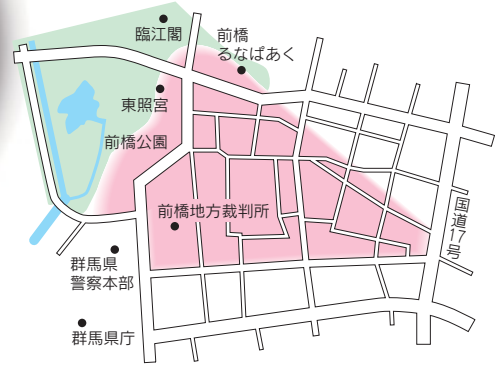 臨江閣
前橋
るなぱあく
東照宮
前橋公園
前橋地方裁判所
国道17号
群馬県
警察本部
群馬県庁